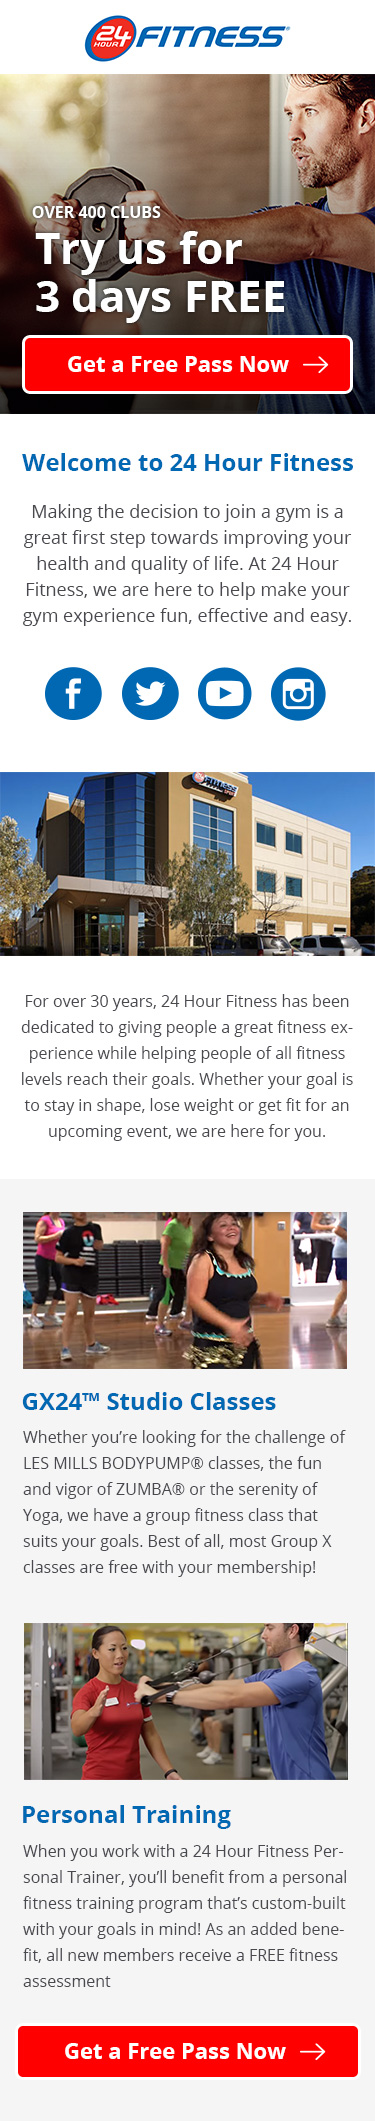 24 HOUR FITNESS
OVER 400 CLUBS
Try us for
3 days FREE
Get a Free Pass Now
Welcome to 24 Hour Fitness
Making the decision to join a gym is a
great first step towards improving your
health and quality of life. At 24 Hour
Fitness, we are here to help make your
gym experience fun, effective and easy.
For over 30 years, 24 Hour Fitness has been
dedicated to giving people a great fitness ex-
perience while helping people of all fitness
levels reach their goals. Whether your goal is
to stay in shape, lose weight or get fit for an
upcoming event, we are here for you.
GX24™ Studio Classes
Whether you’re looking for the challenge of
LES MILLS BODYPUMP® classes, the fun
and vigor of ZUMBA® or the serenity of
Yoga, we have a group fitness class that
suits your goals. Best of all, most Group X
classes are free with your membership!
Personal Training
When you work with a 24 Hour Fitness Per-
sonal Trainer, you’ll benefit from a personal
fitness training program that’s custom-built
with your goals in mind! As an added bene-
fit, all new members receive a FREE fitness
assessment
Get a Free Pass Now